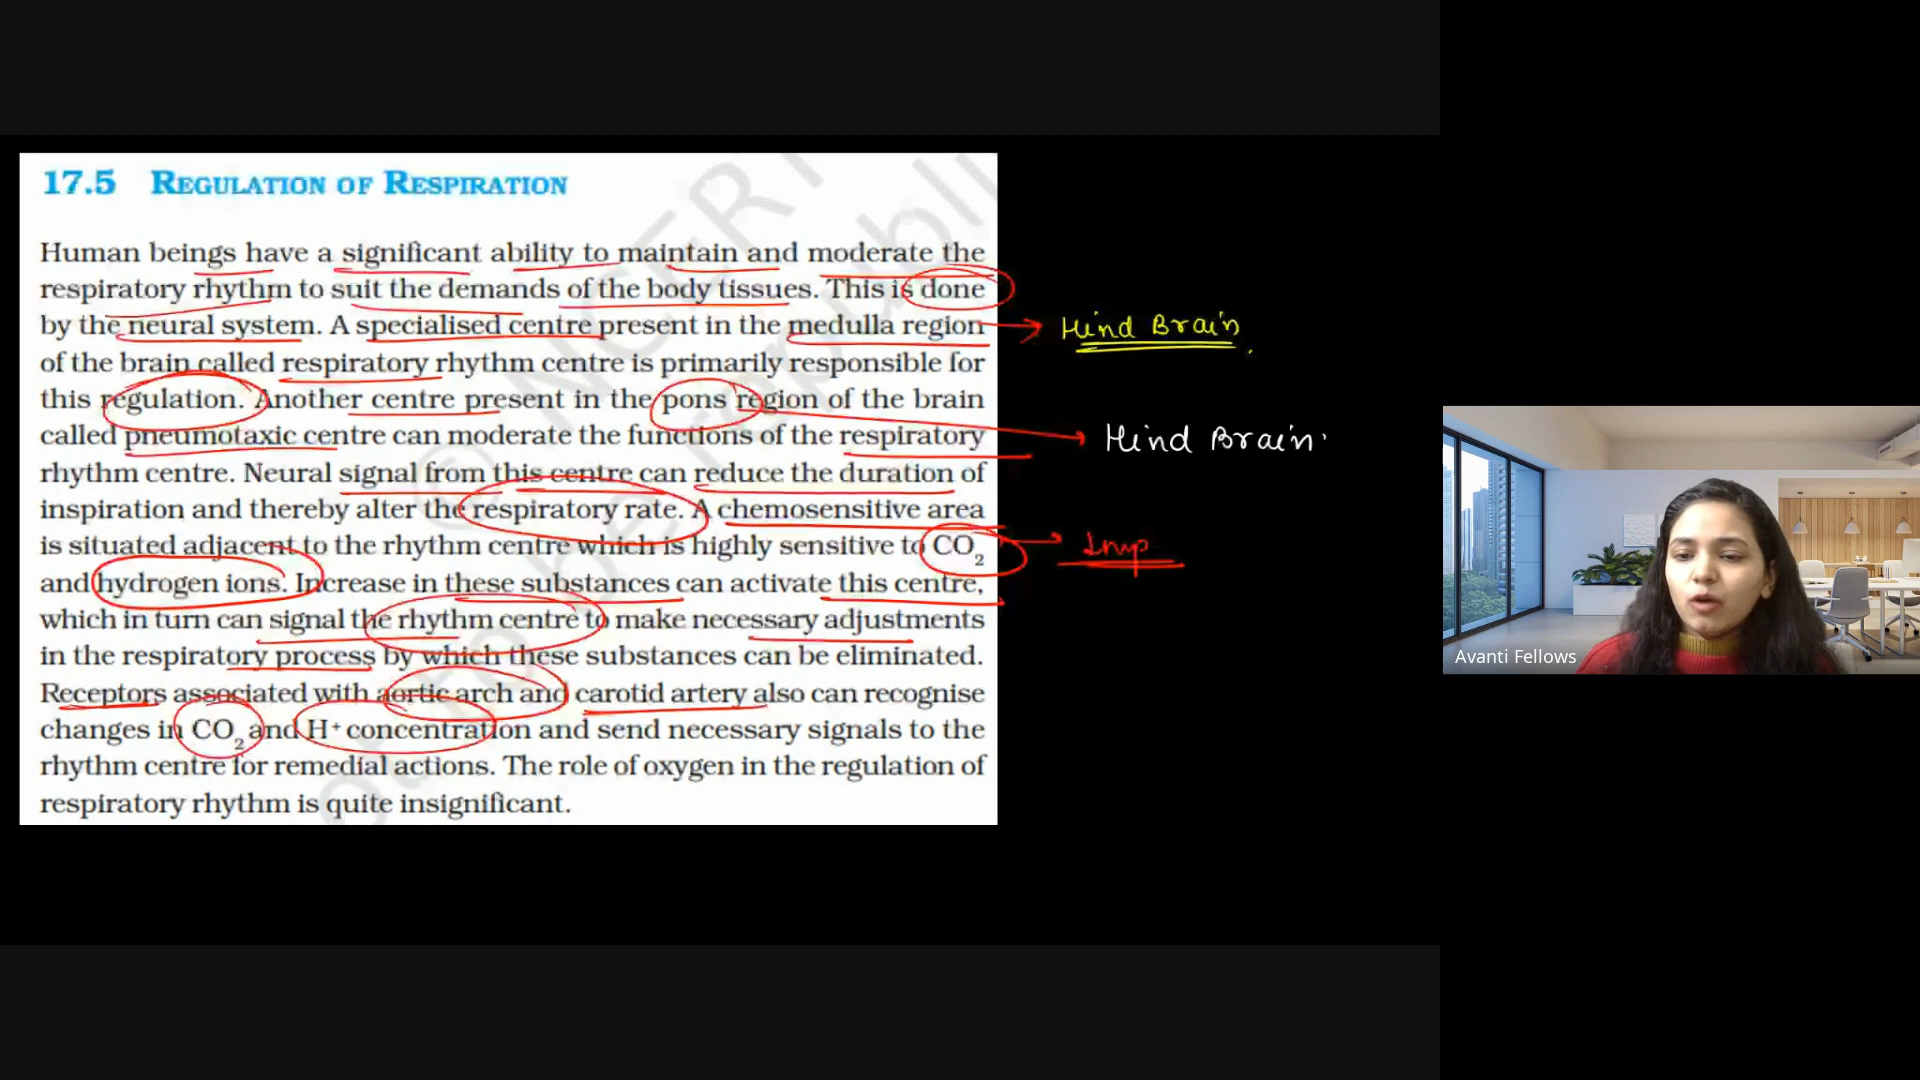 17.5 REGULATION OF RESPIRATION
Human beings have a significant ability to maintain and moderate the
respiratory rhythm to suit the demands of the body tissues. This is done
by the neural system. A specialised centre present in the medulla region
of the brain called respiratory rhythm centre is primarily responsible for
this regulation. Another centre present in the pons region of the brain
called pneumotaxic centre can moderate the functions of the respiratory
rhythm centre. Neural signal from this centre can reduce the duration of
inspiration and thereby alter the respiratory rate. A chemosensitive area
is situated adjacent to the rhythm centre which is highly sensitive to CO₂
and hydrogen ions. Increase in these substances can activate this centre,
which in turn can signal the rhythm centre to make necessary adjustments
in the respiratory process by which these substances can be eliminated.
Receptors associated with aortic arch and carotid artery also can recognise
changes in CO₂ and H⁺ concentration and send necessary signals to the
rhythm centre for remedial actions. The role of oxygen in the regulation of
respiratory rhythm is quite insignificant.
Hind Brain
Hind Brain
Imp
Avanti Fellows
© NCERT
not to be republi